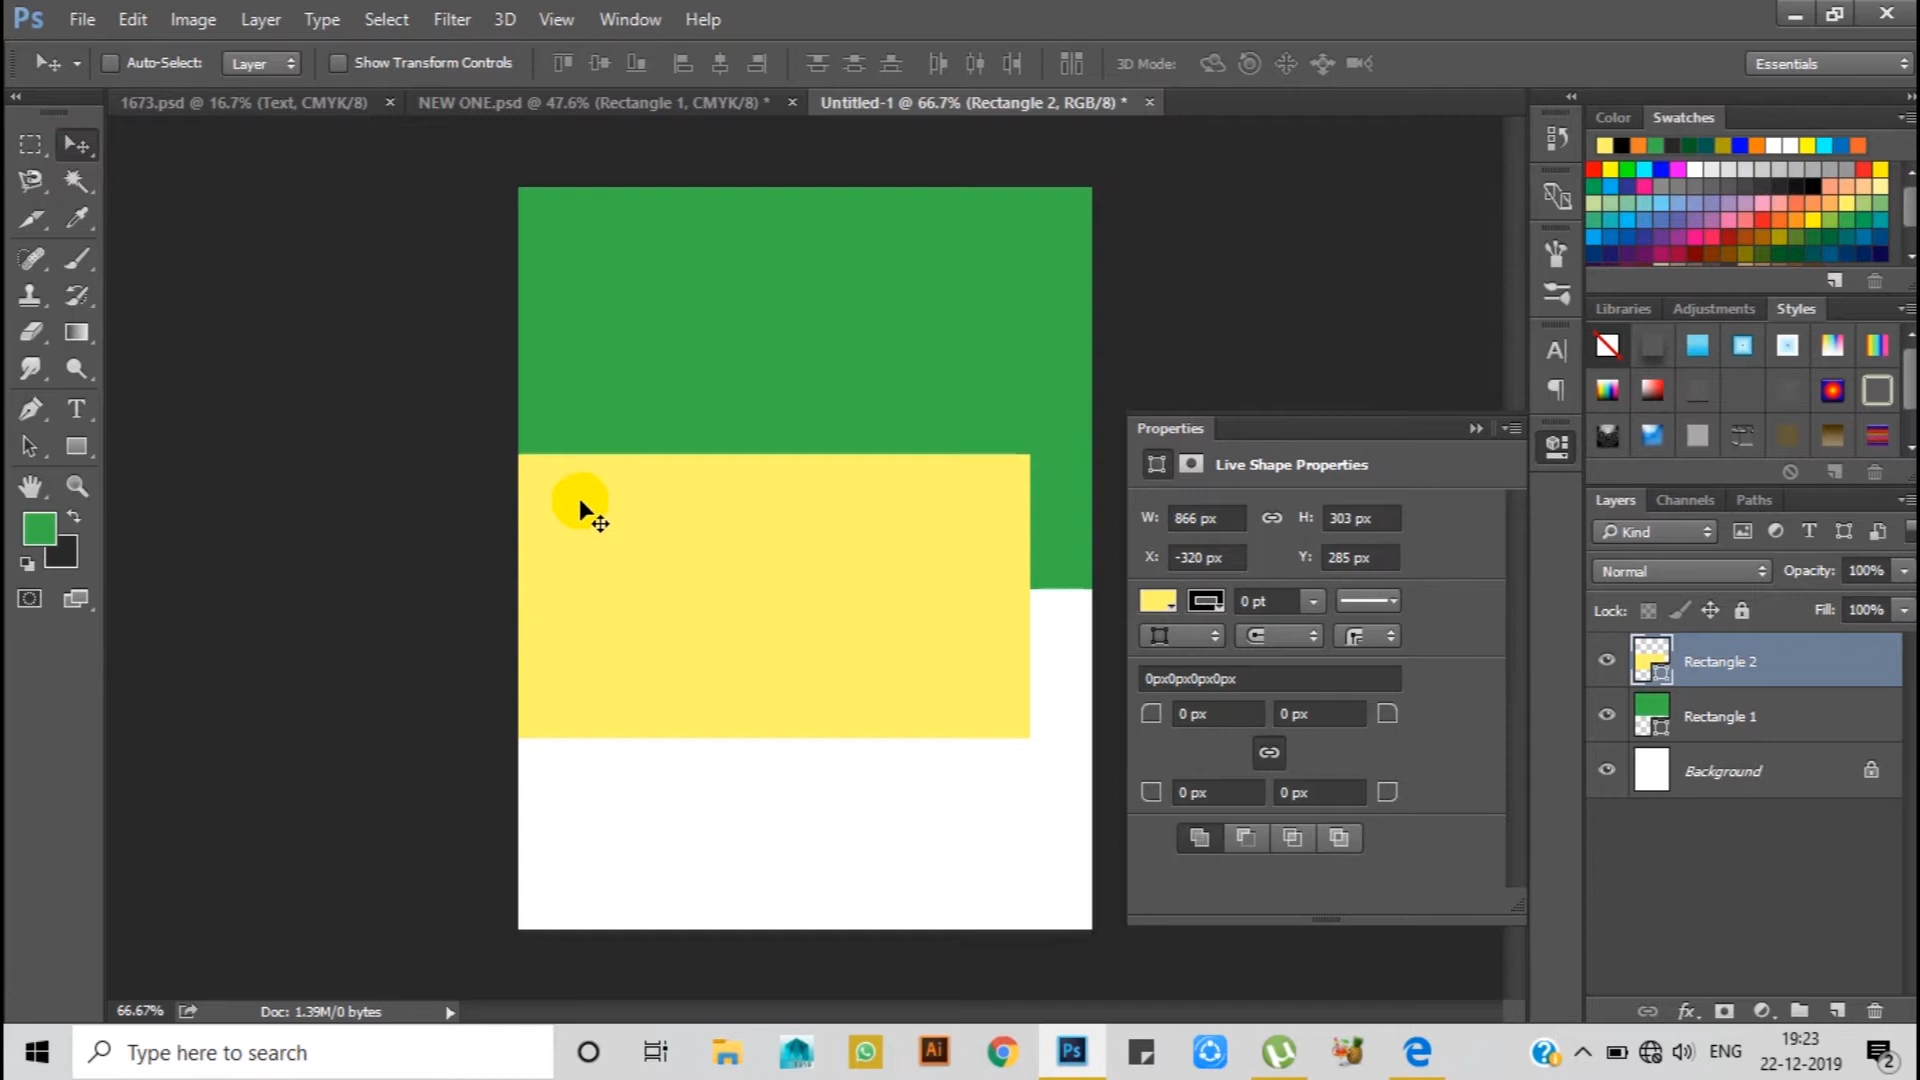 Ps File Edit Image Layer Type Select Filter 3D View Window Help
Auto-Select: Layer Show Transform Controls 3D Mode: Essentials
1673.psd @ 16.7% (Text, CMYK/8) × NEW ONE.psd @ 47.6% (Rectangle 1, CMYK/8) * × Untitled-1 @ 66.7% (Rectangle 2, RGB/8) * ×
Color Swatches
Libraries Adjustments Styles
Properties
Live Shape Properties
W: 866 px H: 303 px
X: -320 px Y: 285 px
0 pt
0px0px0px0px
0 px 0 px
0 px 0 px
Layers Channels Paths
Kind
Normal Opacity: 100%
Lock: Fill: 100%
Rectangle 2
Rectangle 1
Background
fx
66.67% Doc: 1.39M/0 bytes
Type here to search
Ai Ps
ENG
19:23
22-12-2019
2